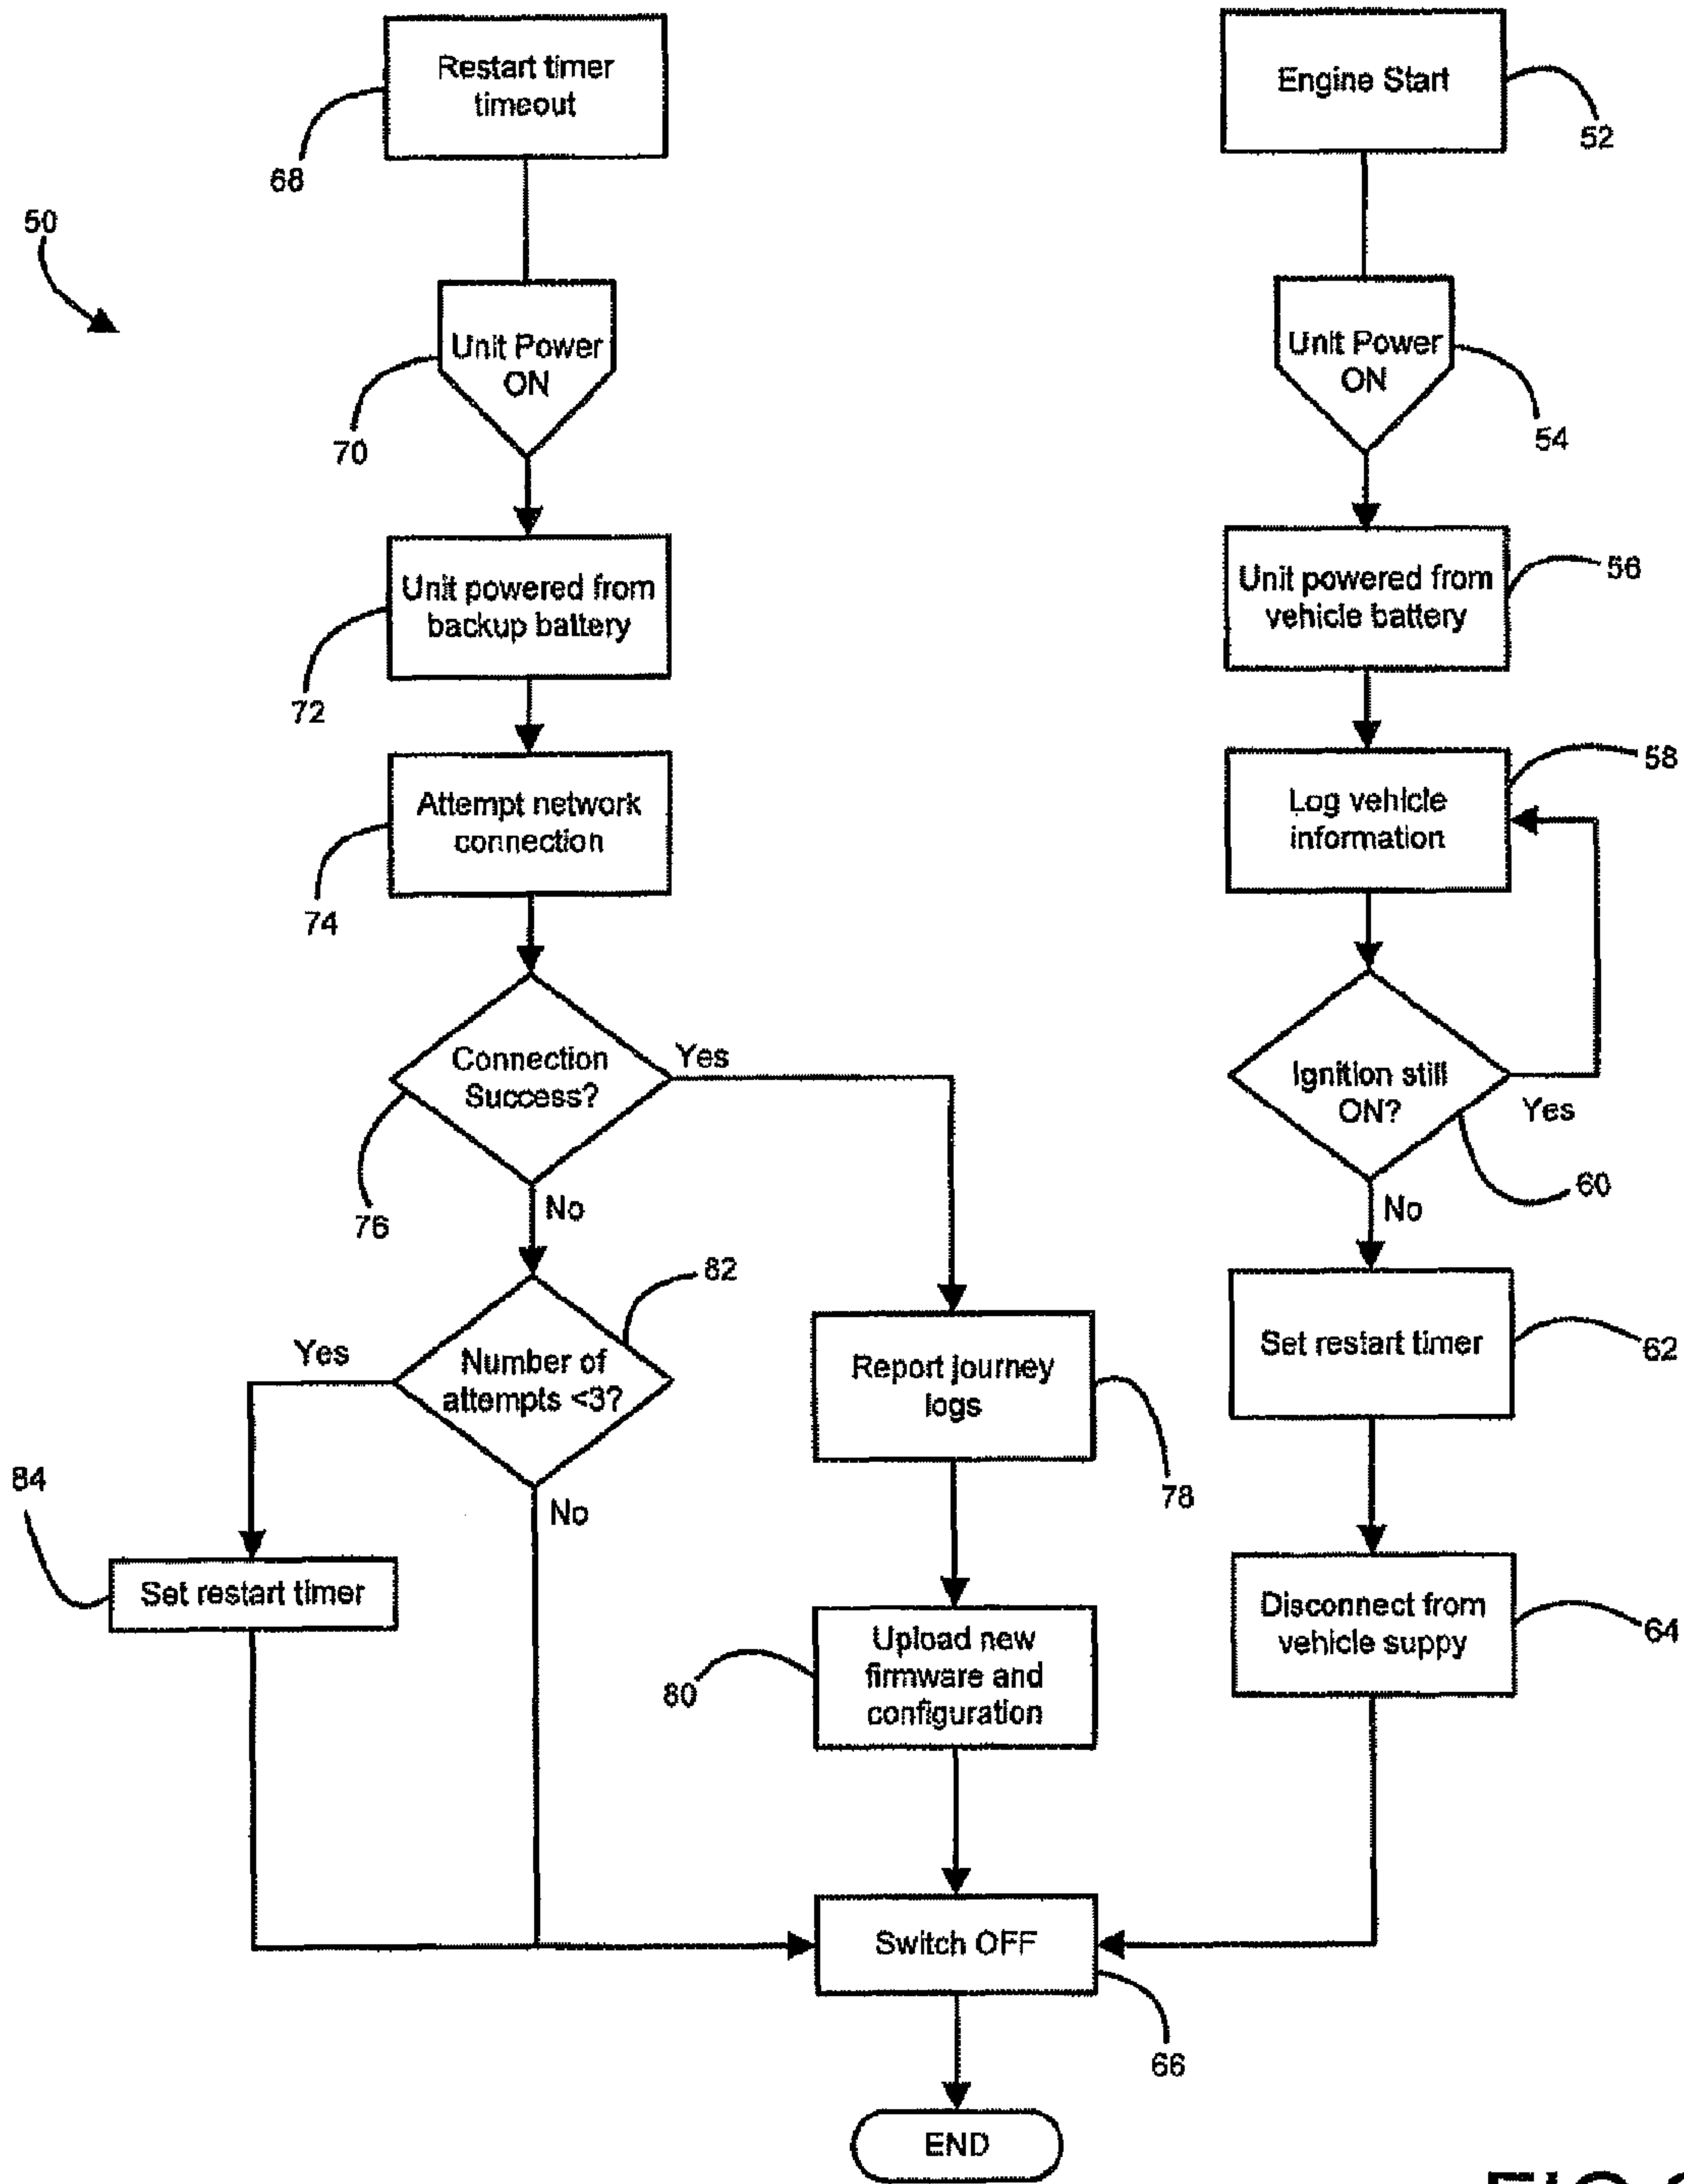 Restart timer
timeout
68
50
Unit Power
ON
70
Unit powered from
backup battery
72
Attempt network
connection
74
Connection
Success?
Yes
76
No
82
Yes
Number of
attempts <3?
84
No
Set restart timer
Report journey
logs
78
Upload new
firmware and
configuration
80
Engine Start
52
Unit Power
ON
54
Unit powered from
vehicle battery
56
Log vehicle
information
58
Ignition still
ON?
Yes
60
No
Set restart timer
62
Disconnect from
vehicle suppy
64
Switch OFF
66
END